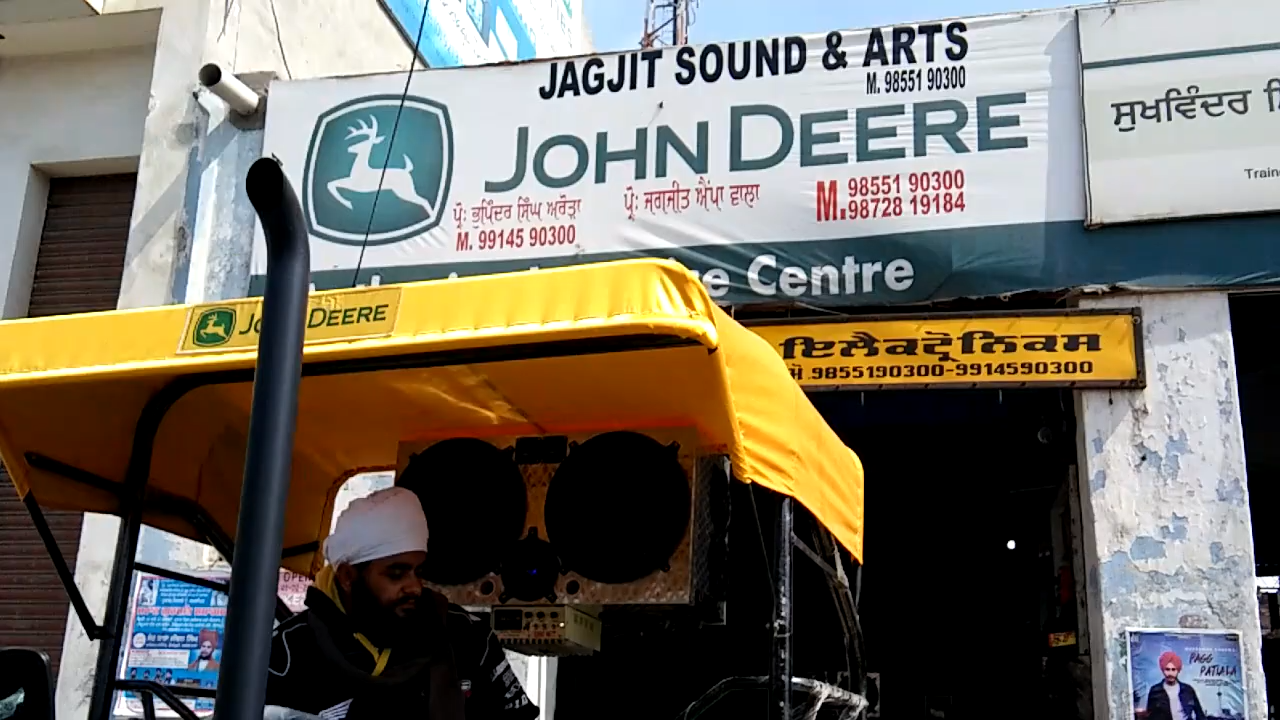 JAGJIT SOUND & ARTS
M. 98551 90300
JOHN DEERE
ਪ੍ਰੋ: ਭੁਪਿੰਦਰ ਸਿੰਘ ਅਰੋੜਾ
M. 99145 90300
ਪ੍ਰੋ: ਜਗਜੀਤ ਐਂਪਾ ਵਾਲਾ
M. 98551 90300
98728 19184
Centre
ਸੁਖਵਿੰਦਰ
JOHN DEERE
ਇਲੈਕਟ੍ਰੋਨਿਕਸ
ਮੋ.9855190300-9914590300
PAGG
PATIALA